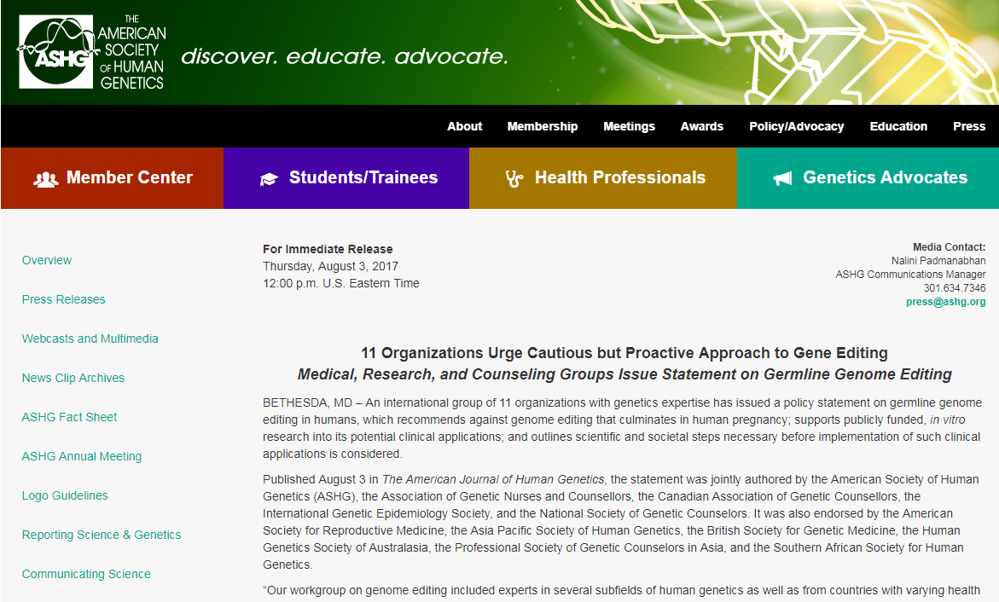 THE
AMERICAN
SOCIETY
OF HUMAN
GENETICS
ASHG
discover. educate. advocate.
About Membership Meetings Awards Policy/Advocacy Education Press
Member Center Students/Trainees Health Professionals Genetics Advocates
Overview
Press Releases
Webcasts and Multimedia
News Clip Archives
ASHG Fact Sheet
ASHG Annual Meeting
Logo Guidelines
Reporting Science & Genetics
Communicating Science
For Immediate Release
Thursday, August 3, 2017
12:00 p.m. U.S. Eastern Time
Media Contact:
Nalini Padmanabhan
ASHG Communications Manager
301.634.7346
press@ashg.org
11 Organizations Urge Cautious but Proactive Approach to Gene Editing
Medical, Research, and Counseling Groups Issue Statement on Germline Genome Editing
BETHESDA, MD – An international group of 11 organizations with genetics expertise has issued a policy statement on germline genome
editing in humans, which recommends against genome editing that culminates in human pregnancy; supports publicly funded, in vitro
research into its potential clinical applications; and outlines scientific and societal steps necessary before implementation of such clinical
applications is considered.
Published August 3 in The American Journal of Human Genetics, the statement was jointly authored by the American Society of Human
Genetics (ASHG), the Association of Genetic Nurses and Counsellors, the Canadian Association of Genetic Counsellors, the
International Genetic Epidemiology Society, and the National Society of Genetic Counselors. It was also endorsed by the American
Society for Reproductive Medicine, the Asia Pacific Society of Human Genetics, the British Society for Genetic Medicine, the Human
Genetics Society of Australasia, the Professional Society of Genetic Counselors in Asia, and the Southern African Society for Human
Genetics.
“Our workgroup on genome editing included experts in several subfields of human genetics as well as from countries with varying health